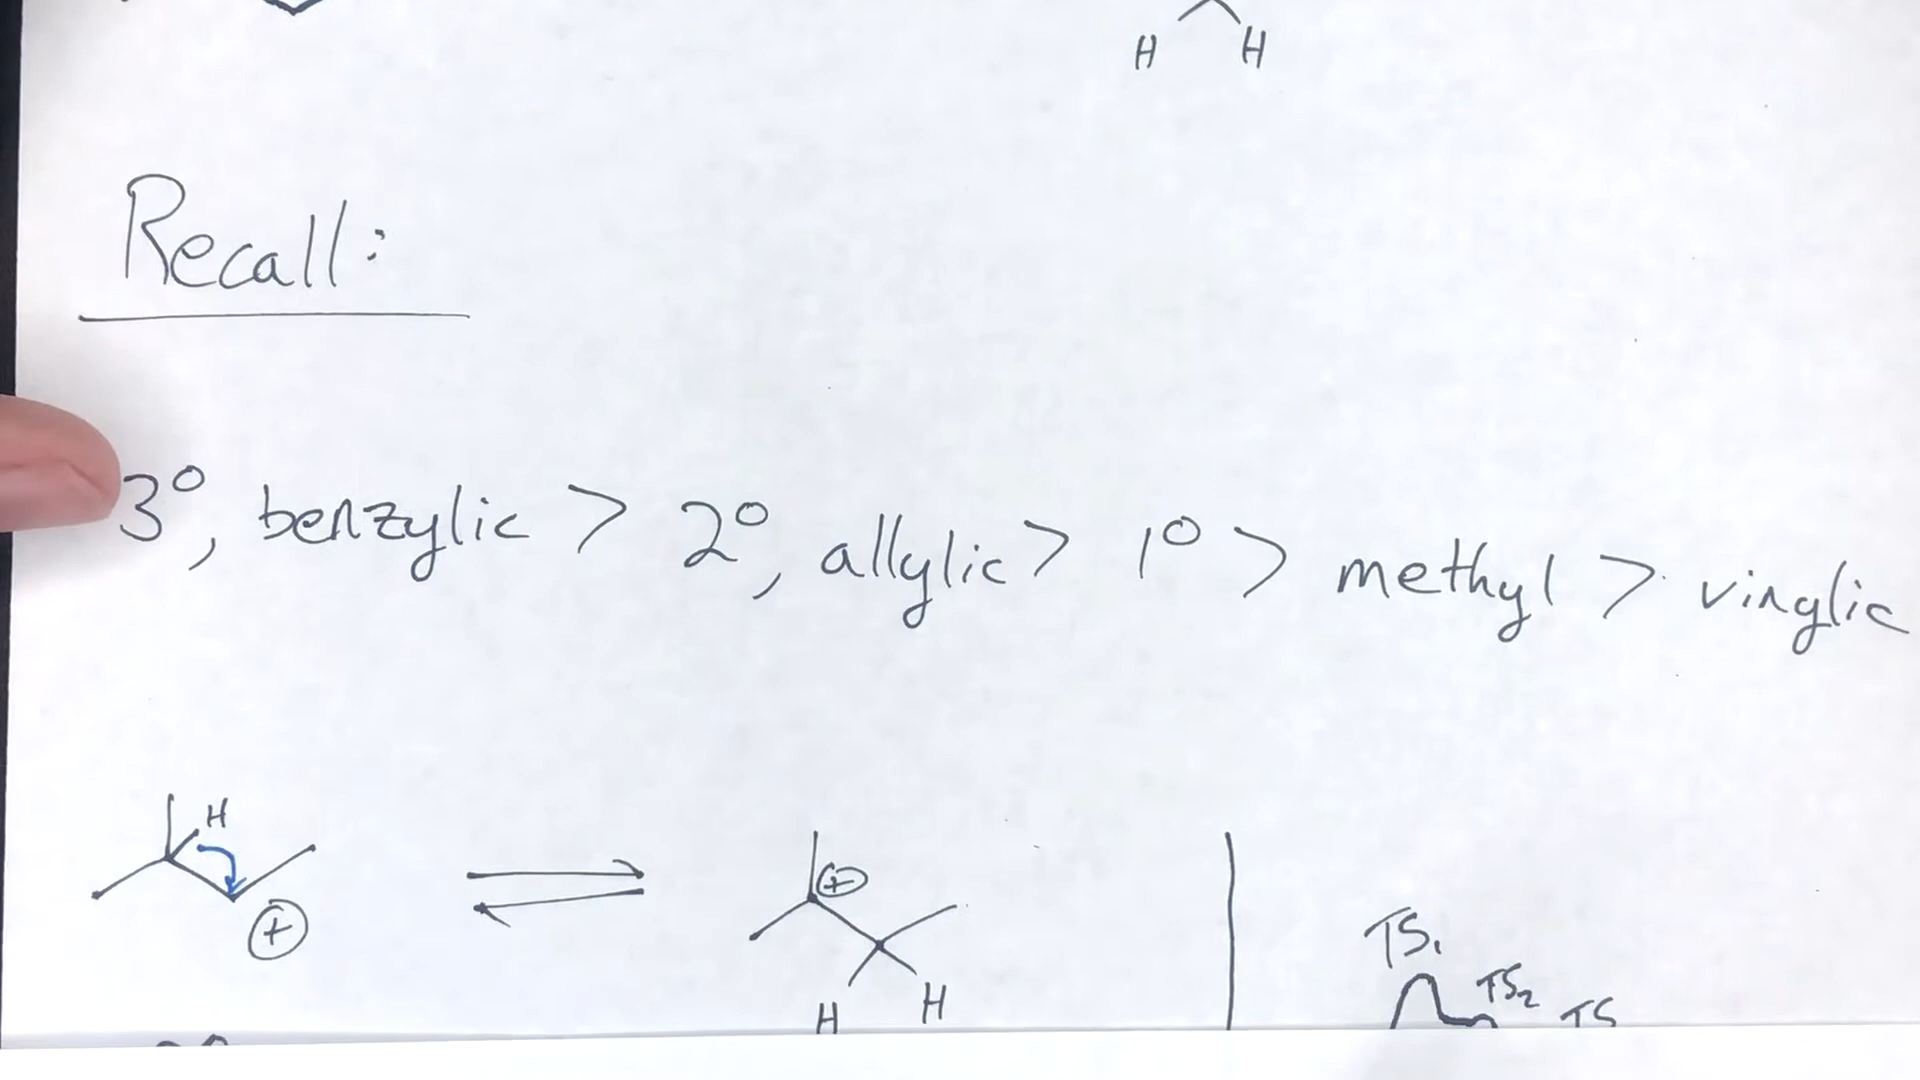 H H
Recall:
3°, benzylic > 2°, allylic > 1° > methyl > vinylic
H
⊕
⊕
H H
TS₁
TS₂
TS